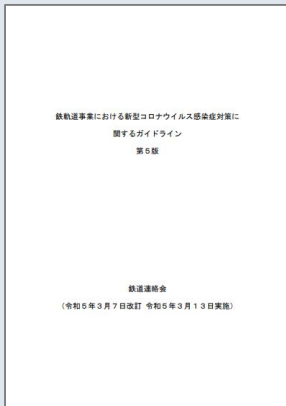 鉄軌道事業における新型コロナウイルス感染症対策に
関するガイドライン
第5版
鉄道連絡会
(令和5年3月7日改訂 令和5年3月13日実施)